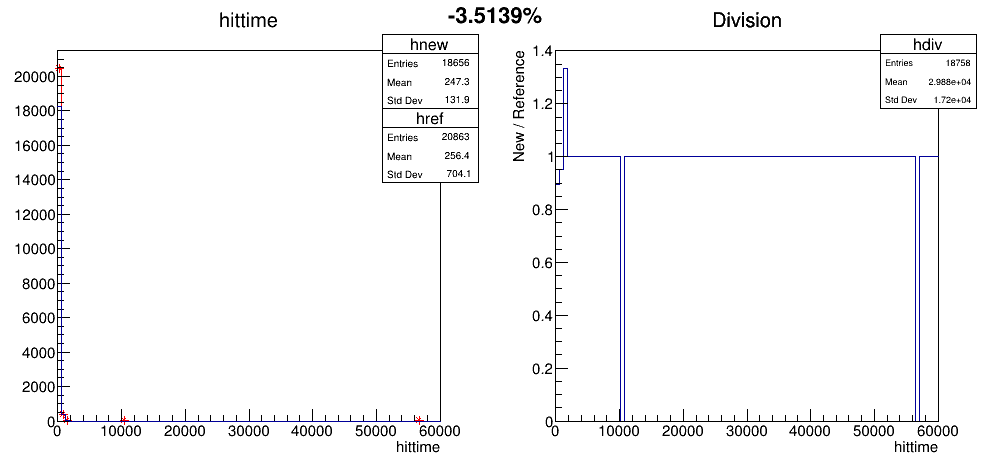 -3.5139%
hittime
hnew
Entries 18656
Mean 247.3
Std Dev 131.9
href
Entries 20863
Mean 256.4
Std Dev 704.1
20000
18000
16000
14000
12000
10000
8000
6000
4000
2000
0
0 10000 20000 30000 40000 50000 60000
hittime
Division
hdiv
Entries 18758
Mean 2.988e+04
Std Dev 1.72e+04
New / Reference
1.4
1.2
1
0.8
0.6
0.4
0.2
0
0 10000 20000 30000 40000 50000 60000
hittime